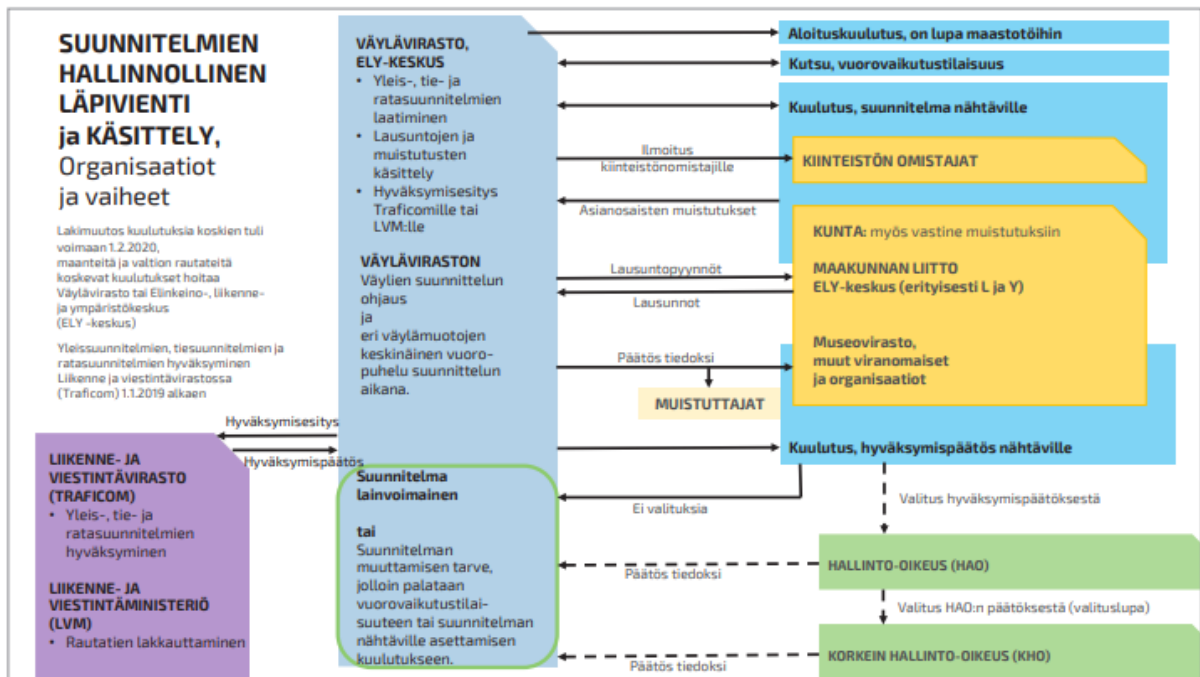 SUUNNITELMIEN
HALLINNOLLINEN
LÄPIVIENTI
ja KÄSITTELY,
Organisaatiot
ja vaiheet
Lakimuutos kuulutuksia koskien tuli
voimaan 1.2.2020,
maanteitä ja valtion rautateitä
koskevat kuulutukset hoitaa
Väylävirasto tai Elinkeino-, liikenne-
ja ympäristökeskus
(ELY -keskus)
Yleissuunnitelmien, tiesuunnitelmien ja
ratasuunnitelmien hyväksyminen
Liikenne ja viestintävirastossa
(Traficom) 1.1.2019 alkaen
Hyväksymisesitys
Hyväksymispäätös
LIIKENNE- JA
VIESTINTÄVIRASTO
(TRAFICOM)
• Yleis-, tie- ja
ratasuunnitelmien
hyväksyminen
LIIKENNE- JA
VIESTINTÄMINISTERIÖ
(LVM)
• Rautatien lakkauttaminen
VÄYLÄVIRASTO,
ELY-KESKUS
• Yleis-, tie- ja
ratasuunnitelmien
laatiminen
• Lausuntojen ja
muistutusten
käsittely
• Hyväksymisesitys
Traficomille tai
LVM:lle
VÄYLÄVIRASTON
Väylien suunnittelun
ohjaus
ja
eri väylämuotojen
keskinäinen vuoro-
puhelu suunnittelun
aikana.
Suunnitelma
lainvoimainen
tai
Suunnitelman
muuttamisen tarve,
jolloin palataan
vuorovaikutustilai-
suuteen tai suunnitelman
nähtäville asettamisen
kuulutukseen.
Ilmoitus
kiinteistönomistajille
Asianosaisten muistutukset
Lausuntopyynnöt
Lausunnot
Päätös tiedoksi
MUISTUTTAJAT
Ei valituksia
Päätös tiedoksi
Päätös tiedoksi
Aloituskuulutus, on lupa maastotöihin
Kutsu, vuorovaikutustilaisuus
Kuulutus, suunnitelma nähtäville
KIINTEISTÖN OMISTAJAT
KUNTA: myös vastine muistutuksiin
MAAKUNNAN LIITTO
ELY-keskus (erityisesti L ja Y)
Museovirasto,
muut viranomaiset
ja organisaatiot
Kuulutus, hyväksymispäätös nähtäville
Valitus hyväksymispäätöksestä
HALLINTO-OIKEUS (HAO)
Valitus HAO:n päätöksestä (valituslupa)
KORKEIN HALLINTO-OIKEUS (KHO)